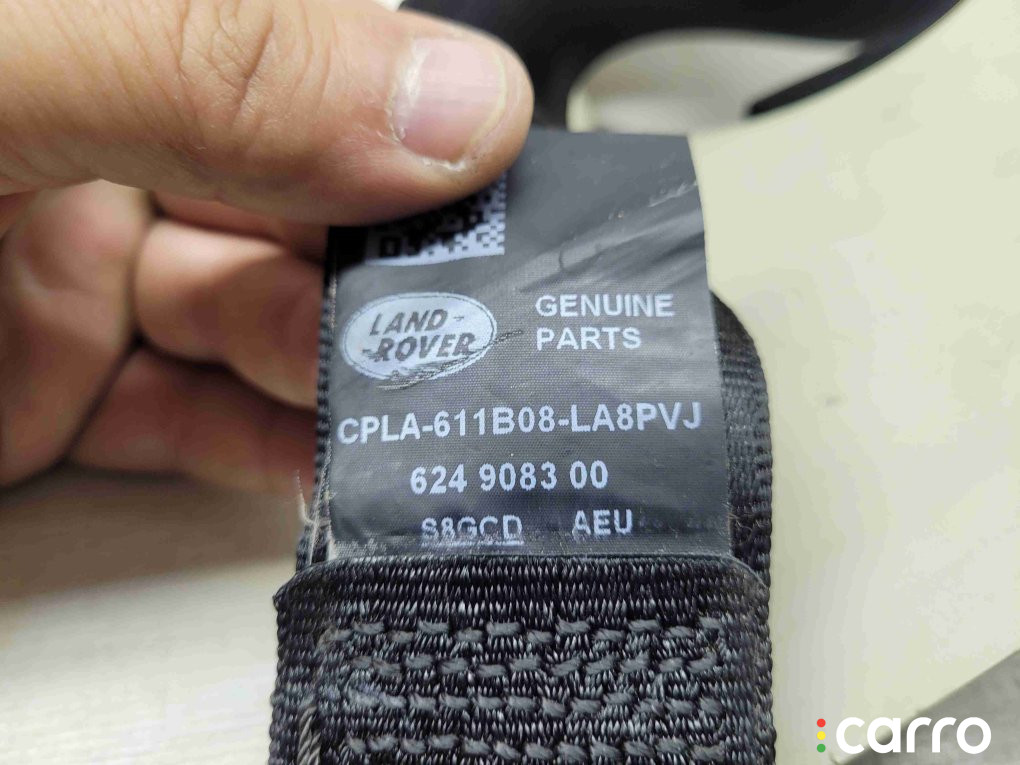 LAND-
-ROVER
GENUINE
PARTS
CPLA-611B08-LA8PVJ
624 9083 00
S8GCD AEU
carro